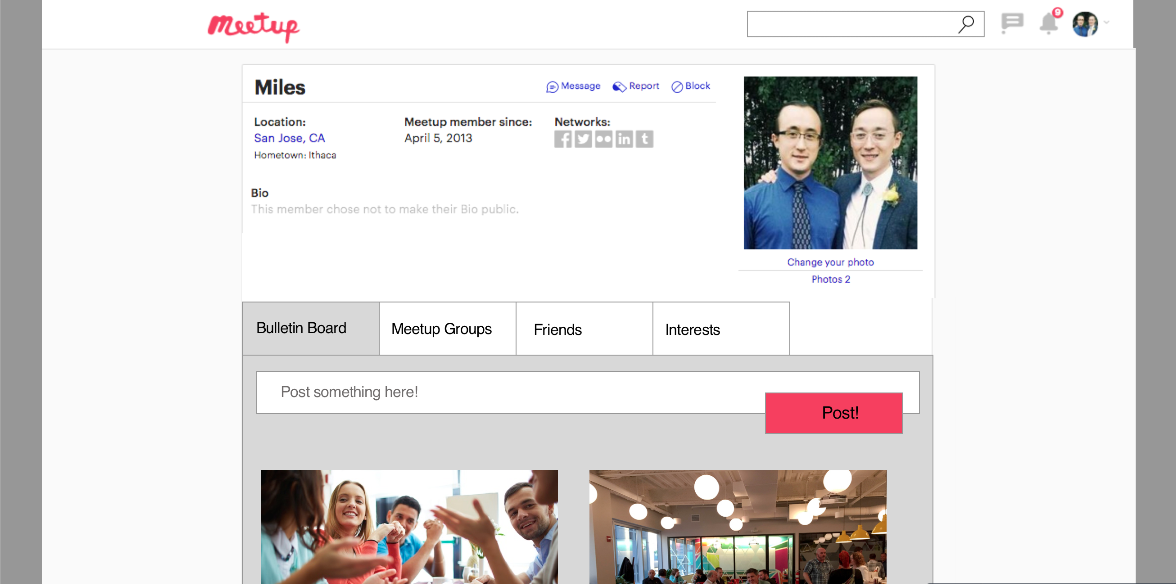 Meetup
9
Miles
Message Report Block
Location: Meetup member since: Networks:
San Jose, CA April 5, 2013
f in t
Hometown: Ithaca
Bio
This member chose not to make their Bio public.
Change your photo
Photos 2
Bulletin Board Meetup Groups Friends Interests
Post something here!
Post!